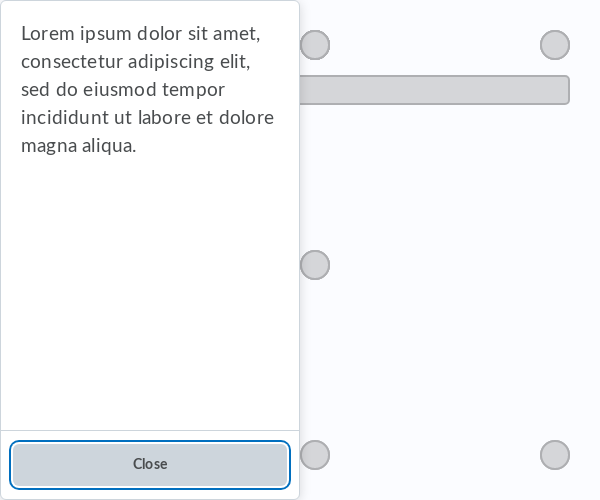 Lorem ipsum dolor sit amet,
consectetur adipiscing elit,
sed do eiusmod tempor
incididunt ut labore et dolore
magna aliqua.
Close